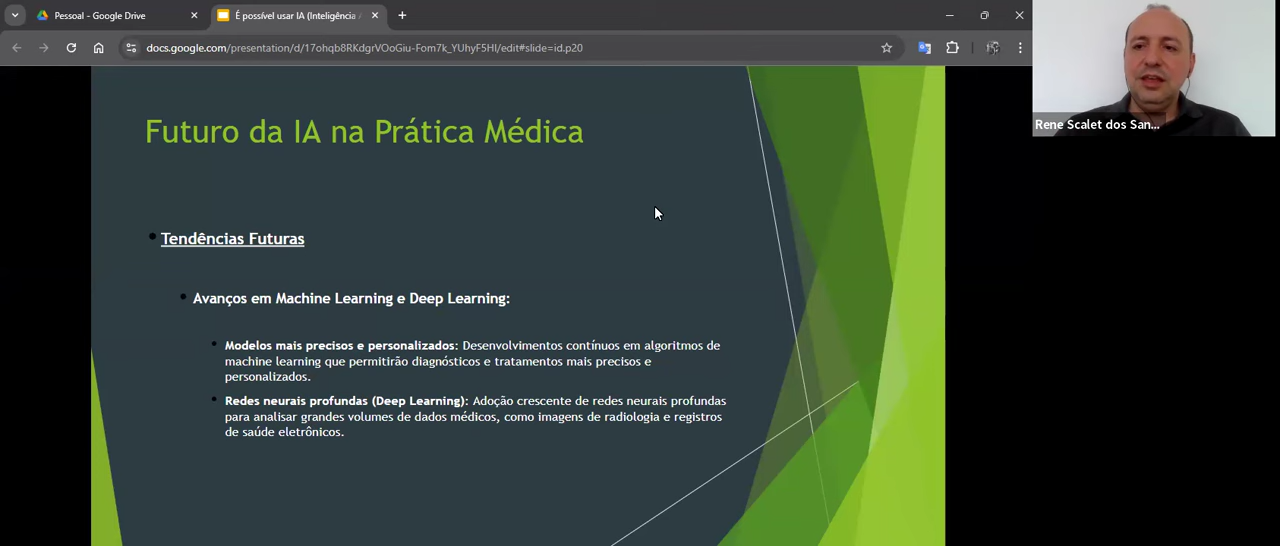 Pessoal - Google Drive
É possível usar IA (Inteligência
docs.google.com/presentation/d/17ohqb8RKdgrVOoGiu-Fom7k_YUhyF5HI/edit#slide=id.p20
Rene Scalet dos San...
Futuro da IA na Prática Médica
Tendências Futuras
Avanços em Machine Learning e Deep Learning:
Modelos mais precisos e personalizados: Desenvolvimentos contínuos em algoritmos de
machine learning que permitirão diagnósticos e tratamentos mais precisos e
personalizados.
Redes neurais profundas (Deep Learning): Adoção crescente de redes neurais profundas
para analisar grandes volumes de dados médicos, como imagens de radiologia e registros
de saúde eletrônicos.